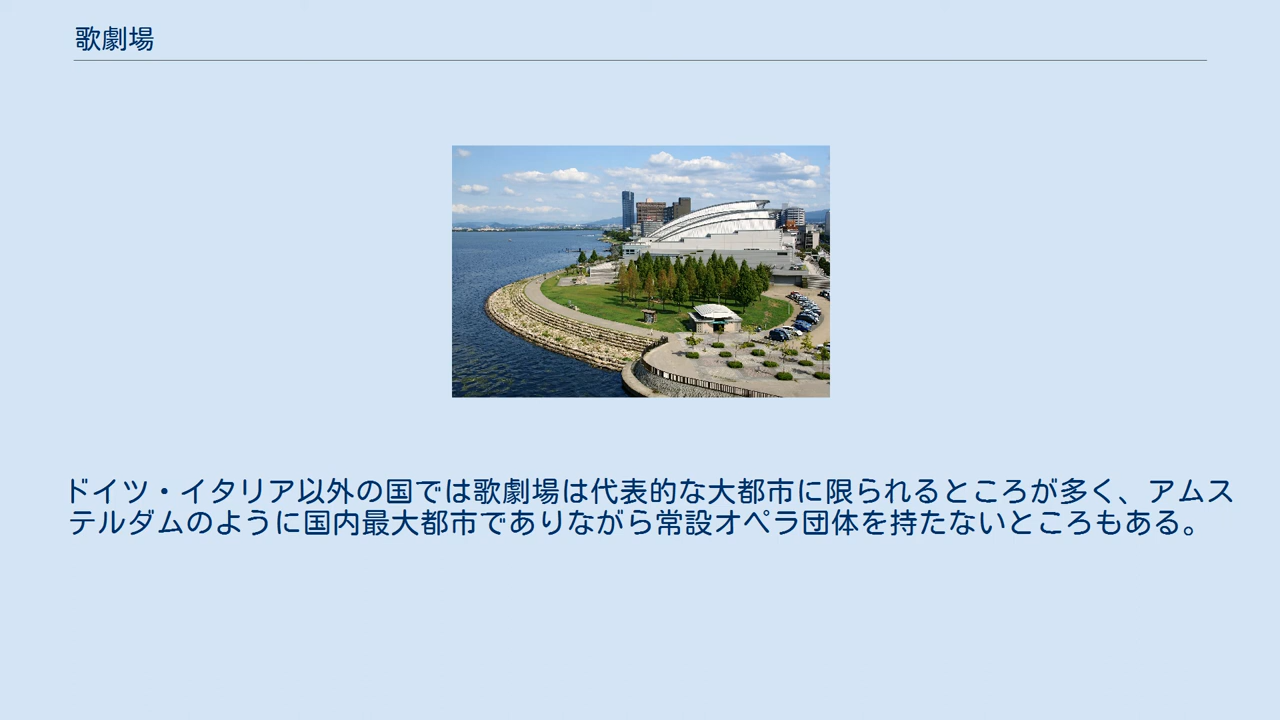 歌劇場
ドイツ・イタリア以外の国では歌劇場は代表的な大都市に限られるところが多く、アムス
テルダムのように国内最大都市でありながら常設オペラ団体を持たないところもある。